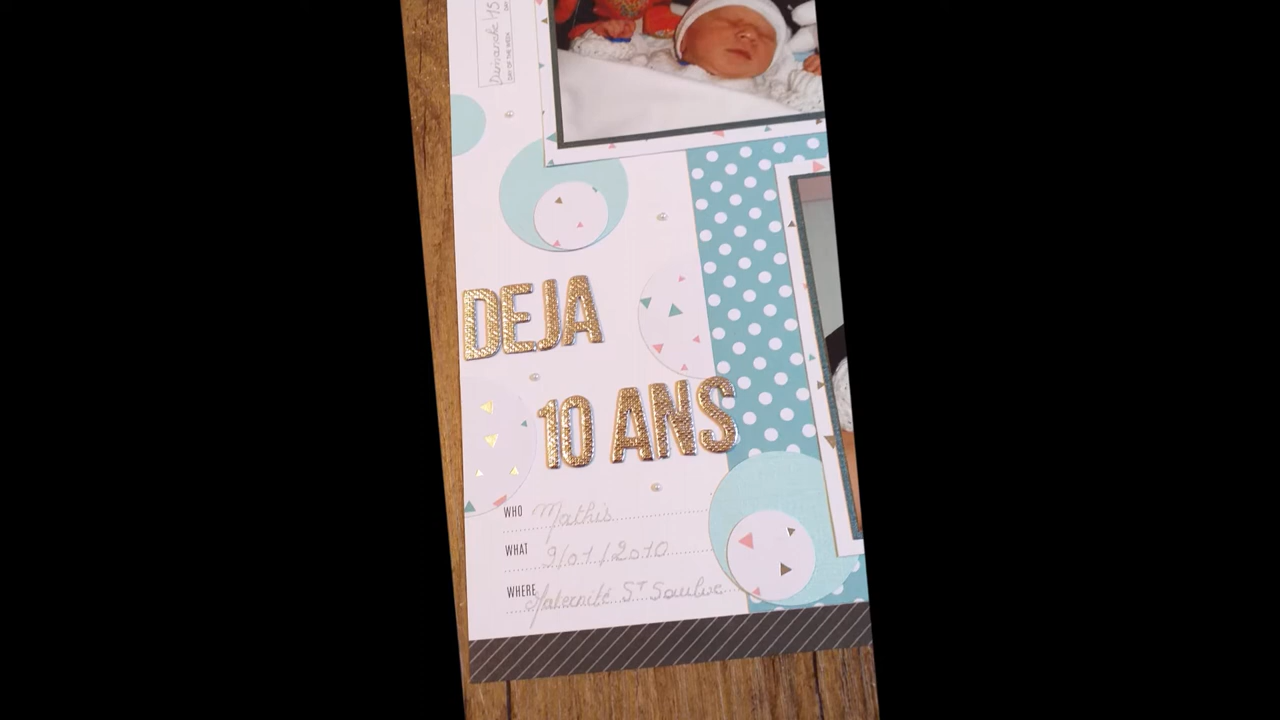 Dimanche
DAY OF THE WEEK
DEJA
10 ANS
WHO Mathis
WHAT 9/01/2010
WHERE Maternité ST Saulve